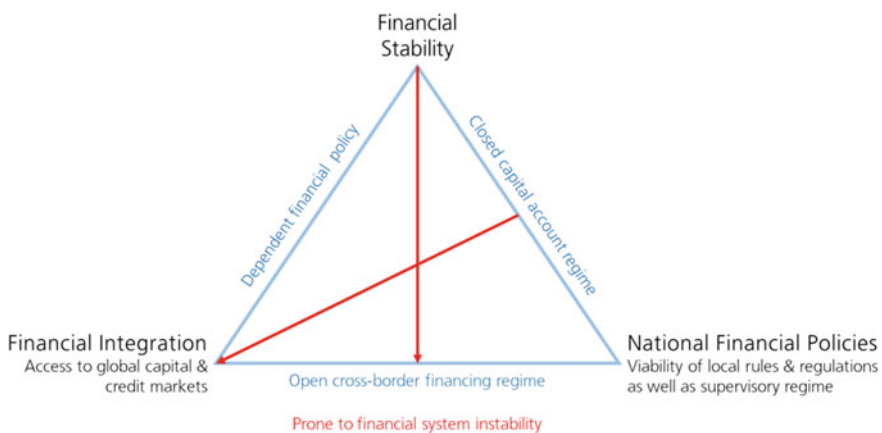 Financial
Stability
Dependent financial policy
Closed capital account regime
Financial Integration
Access to global capital &
credit markets
National Financial Policies
Viability of local rules & regulations
as well as supervisory regime
Open cross-border financing regime
Prone to financial system instability